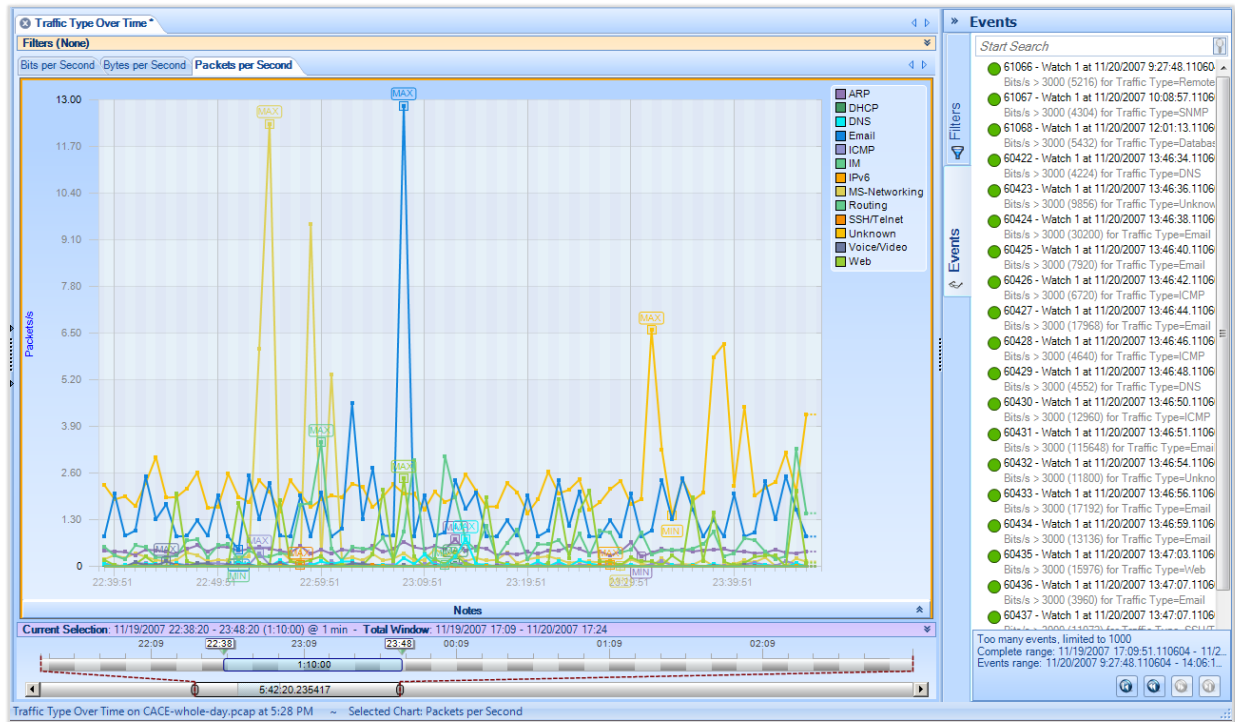 Traffic Type Over Time *
Filters (None)
Bits per Second Bytes per Second Packets per Second
13.00
11.70
10.40
9.10
7.80
6.50
5.20
3.90
2.60
1.30
0
Packets/s
MAX
MAX
MAX
MAX
MAX
MAX
MAX
MAX
MIN
MIN
MIN
22:39:51 22:49:51 22:59:51 23:09:51 23:19:51 23:29:51 23:39:51
ARP
DHCP
DNS
Email
ICMP
IM
IPv6
MS-Networking
Routing
SSH/Telnet
Unknown
Voice/Video
Web
Notes
Current Selection: 11/19/2007 22:38:20 - 23:48:20 (1:10:00) @ 1 min - Total Window: 11/19/2007 17:09 - 11/20/2007 17:24
22:09 22:38 23:09 23:48 00:09 01:09 02:09
1:10:00
5:42:20.235417
Traffic Type Over Time on CACE-whole-day.pcap at 5:28 PM ~ Selected Chart: Packets per Second
» Events
Filters
Events
Start Search
61066 - Watch 1 at 11/20/2007 9:27:48.11060
Bits/s > 3000 (5216) for Traffic Type=Remote
61067 - Watch 1 at 11/20/2007 10:08:57.1106
Bits/s > 3000 (4304) for Traffic Type=SNMP
61068 - Watch 1 at 11/20/2007 12:01:13.1106
Bits/s > 3000 (5432) for Traffic Type=Databas
60422 - Watch 1 at 11/20/2007 13:46:34.1106
Bits/s > 3000 (4224) for Traffic Type=DNS
60423 - Watch 1 at 11/20/2007 13:46:36.1106
Bits/s > 3000 (9856) for Traffic Type=Unknow
60424 - Watch 1 at 11/20/2007 13:46:38.1106
Bits/s > 3000 (30200) for Traffic Type=Email
60425 - Watch 1 at 11/20/2007 13:46:40.1106
Bits/s > 3000 (7920) for Traffic Type=Email
60426 - Watch 1 at 11/20/2007 13:46:42.1106
Bits/s > 3000 (6720) for Traffic Type=ICMP
60427 - Watch 1 at 11/20/2007 13:46:44.1106
Bits/s > 3000 (17968) for Traffic Type=Email
60428 - Watch 1 at 11/20/2007 13:46:46.1106
Bits/s > 3000 (4640) for Traffic Type=ICMP
60429 - Watch 1 at 11/20/2007 13:46:48.1106
Bits/s > 3000 (4552) for Traffic Type=DNS
60430 - Watch 1 at 11/20/2007 13:46:50.1106
Bits/s > 3000 (12960) for Traffic Type=ICMP
60431 - Watch 1 at 11/20/2007 13:46:51.1106
Bits/s > 3000 (115648) for Traffic Type=Emai
60432 - Watch 1 at 11/20/2007 13:46:54.1106
Bits/s > 3000 (11800) for Traffic Type=Unkno
60433 - Watch 1 at 11/20/2007 13:46:56.1106
Bits/s > 3000 (17192) for Traffic Type=Email
60434 - Watch 1 at 11/20/2007 13:46:59.1106
Bits/s > 3000 (13136) for Traffic Type=Email
60435 - Watch 1 at 11/20/2007 13:47:03.1106
Bits/s > 3000 (15976) for Traffic Type=Web
60436 - Watch 1 at 11/20/2007 13:47:07.1106
Bits/s > 3000 (3960) for Traffic Type=Email
60437 - Watch 1 at 11/20/2007 13:47:07.1106
Too many events, limited to 1000
Complete range: 11/19/2007 17:09:51.110604 - 11/2...
Events range: 11/20/2007 9:27:48.110604 - 14:06:1...